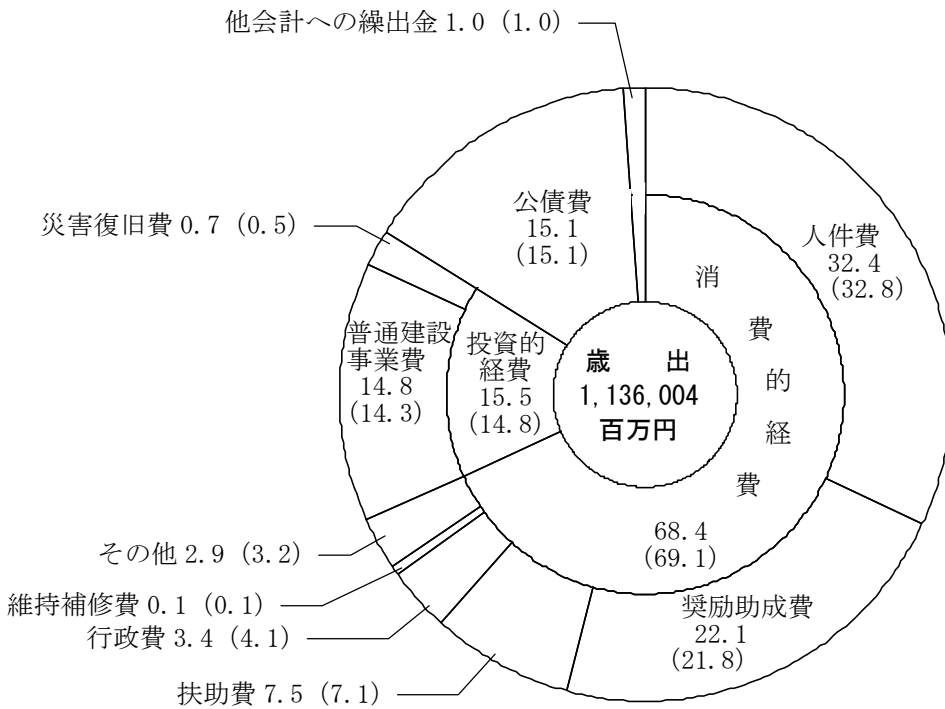 他会計への繰出金 1.0 (1.0)
公債費
15.1
(15.1)
人件費
32.4
(32.8)
災害復旧費 0.7 (0.5)
消費的経費
68.4
(69.1)
普通建設
事業費
14.8
(14.3)
投資的
経費
15.5
(14.8)
歳　出
1,136,004
百万円
その他 2.9 (3.2)
維持補修費 0.1 (0.1)
行政費 3.4 (4.1)
扶助費 7.5 (7.1)
奨励助成費
22.1
(21.8)